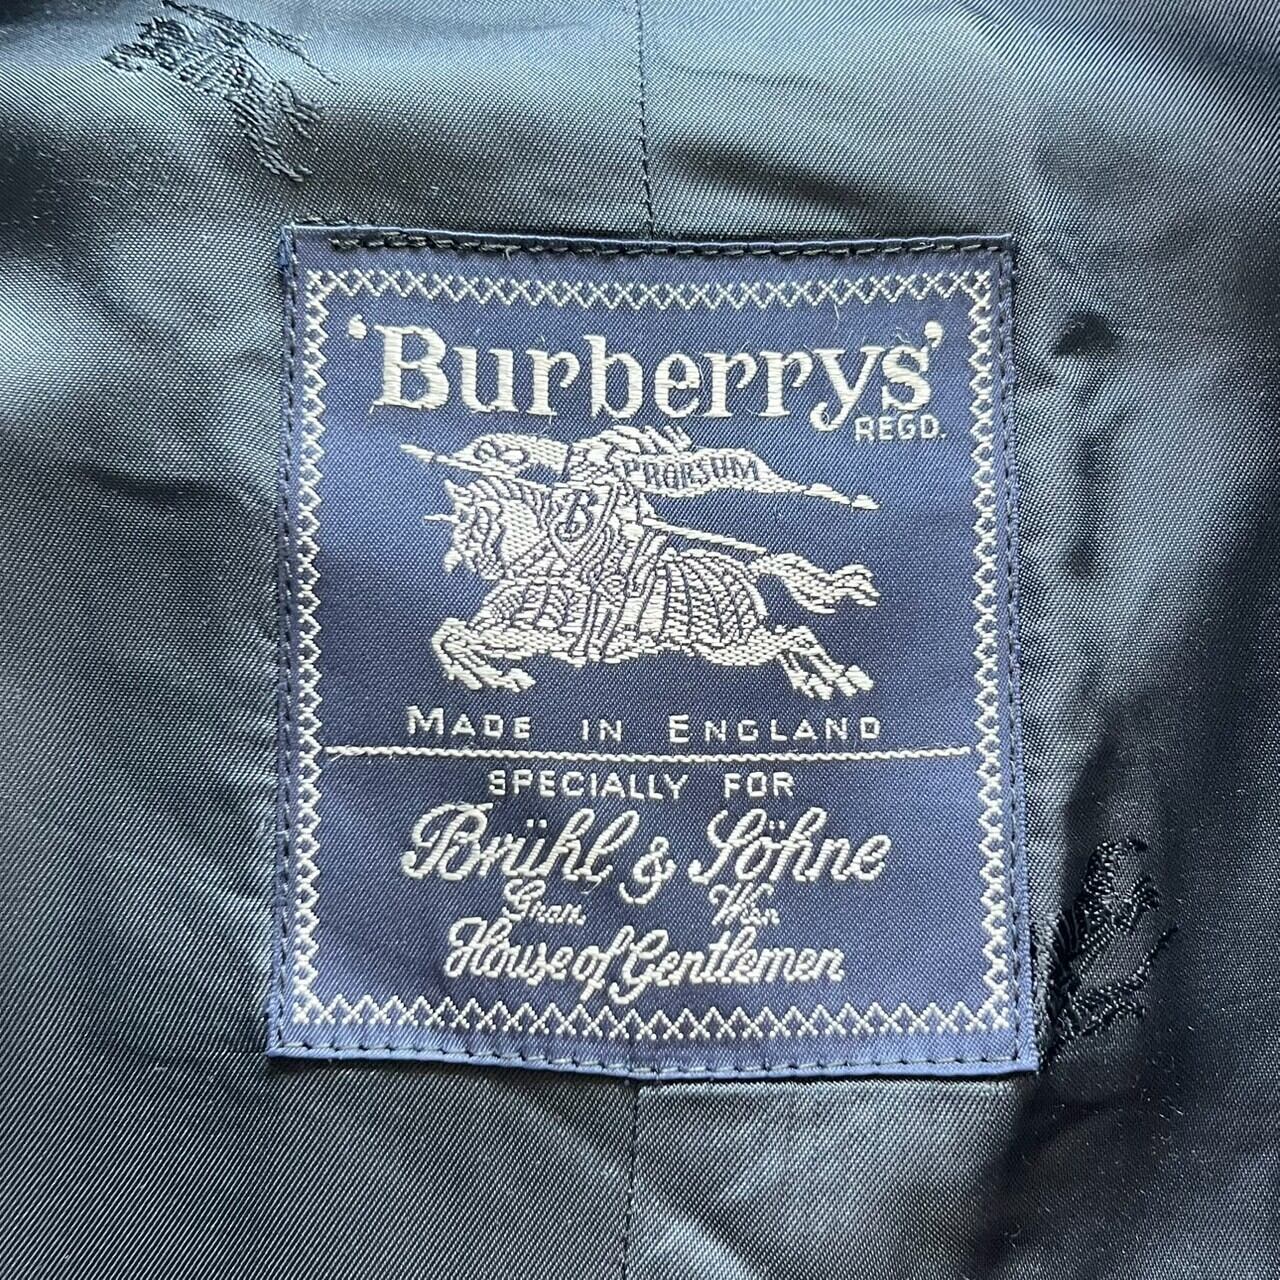 'Burberrys'
REGD.
PRORSUM
B
MADE IN ENGLAND
SPECIALLY FOR
Brühl & Söhne
Graz Wien
House of Gentlemen